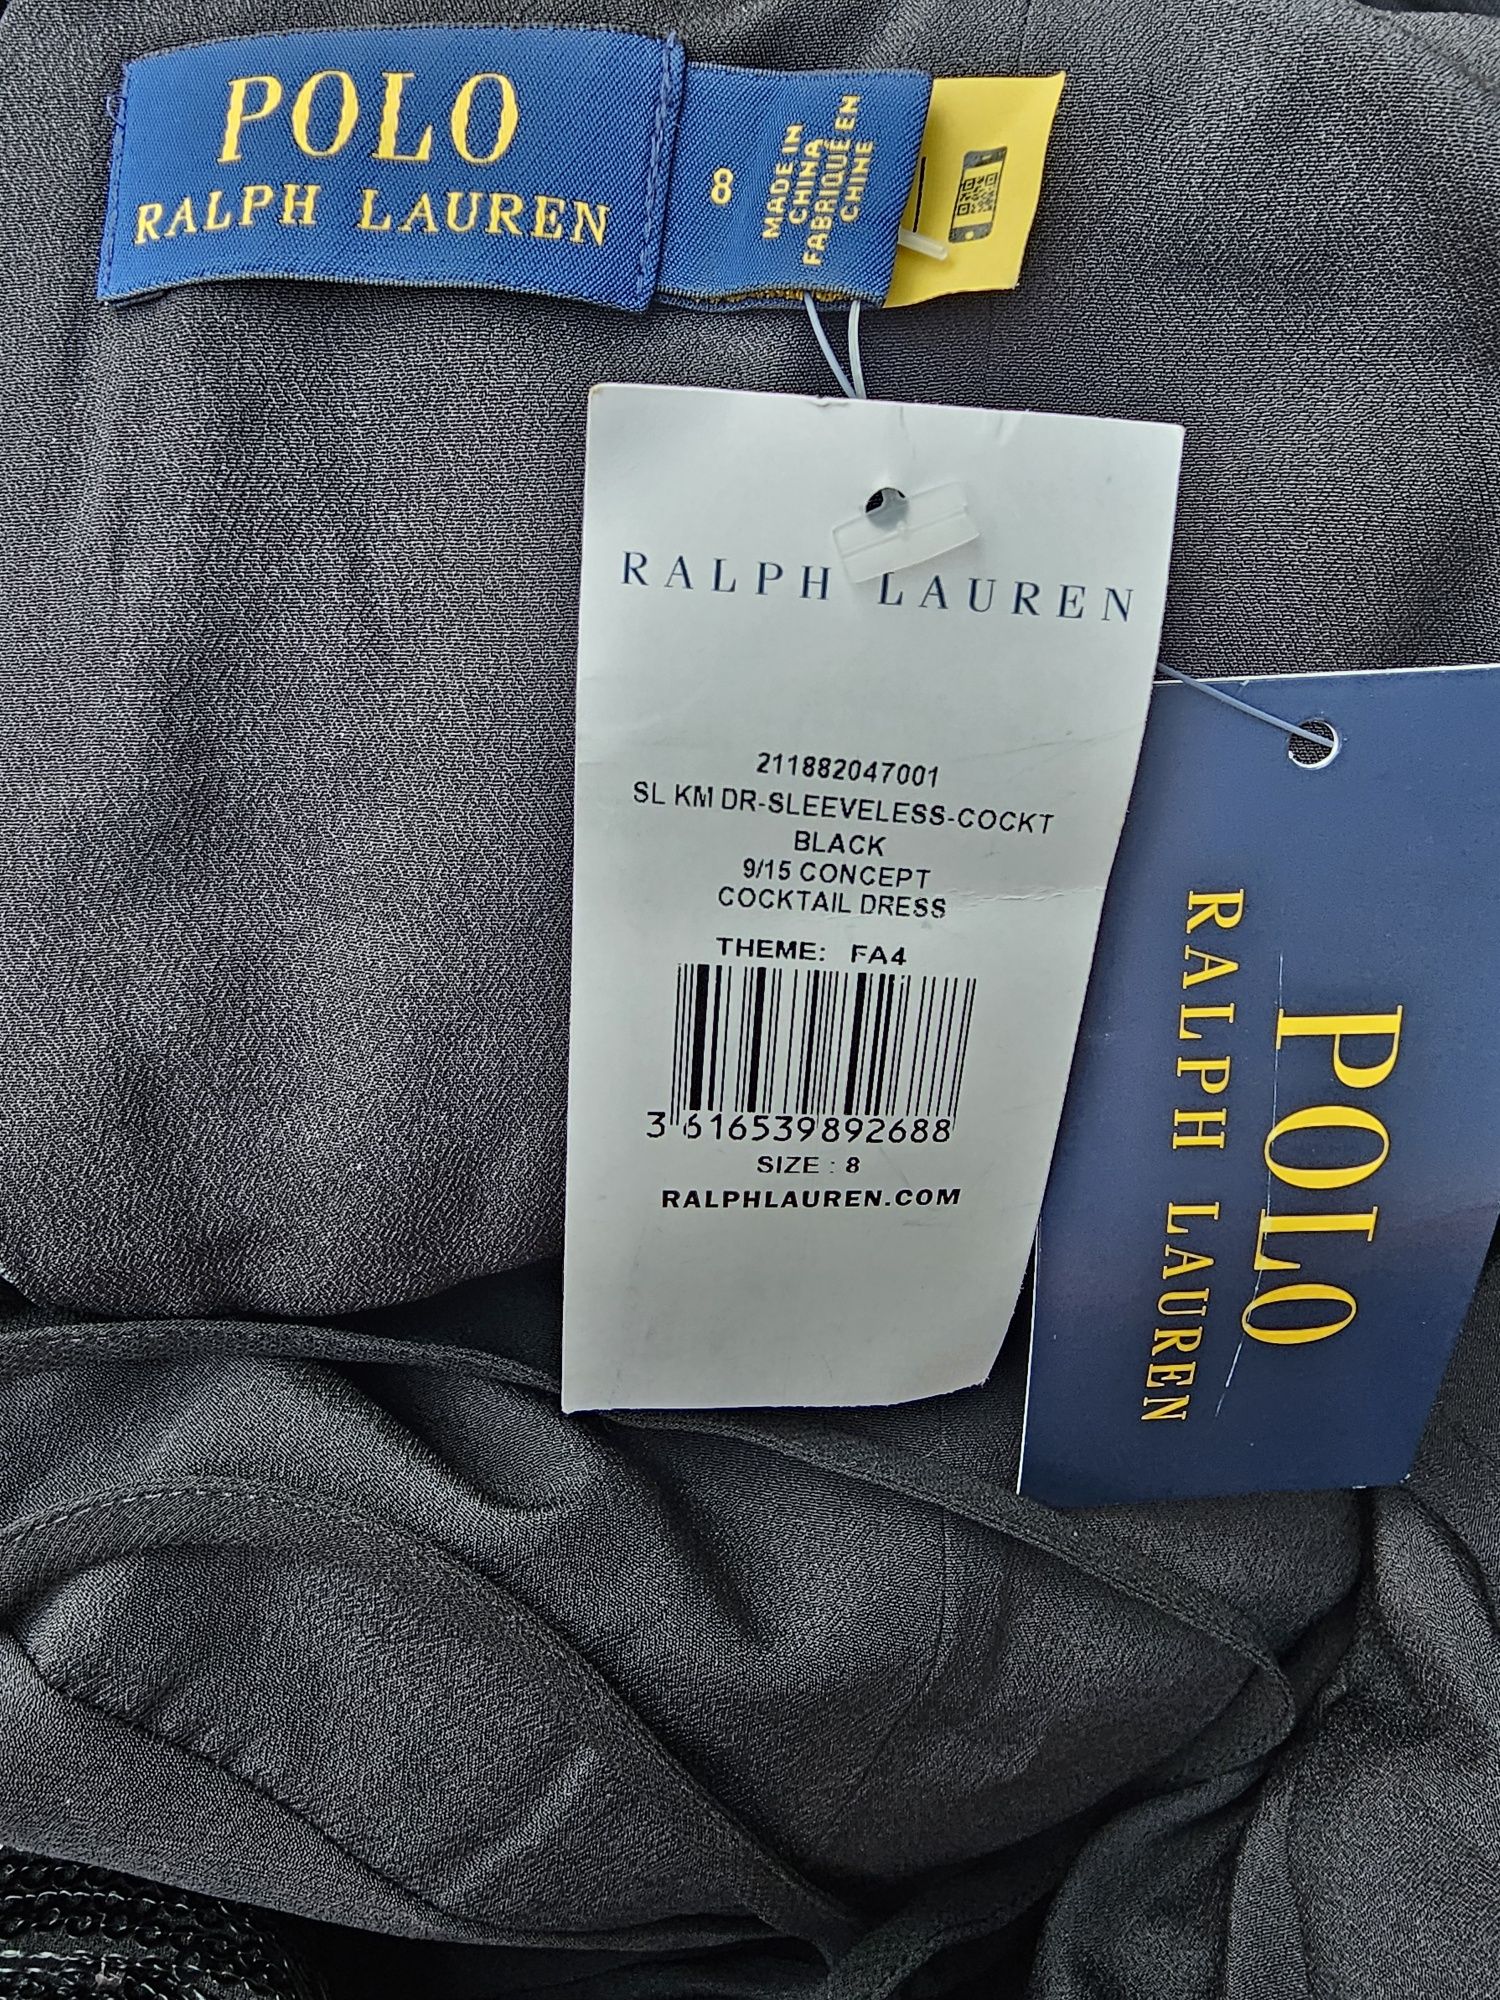 POLO
RALPH LAUREN
8
MADE IN
CHINA
FABRIQUÉ EN
CHINE
RALPH LAUREN
211882047001
SL KM DR-SLEEVELESS-COCKT
BLACK
9/15 CONCEPT
COCKTAIL DRESS
THEME: FA4
3 616539892688
SIZE : 8
RALPHLAUREN.COM
POLO
RALPH LAUREN